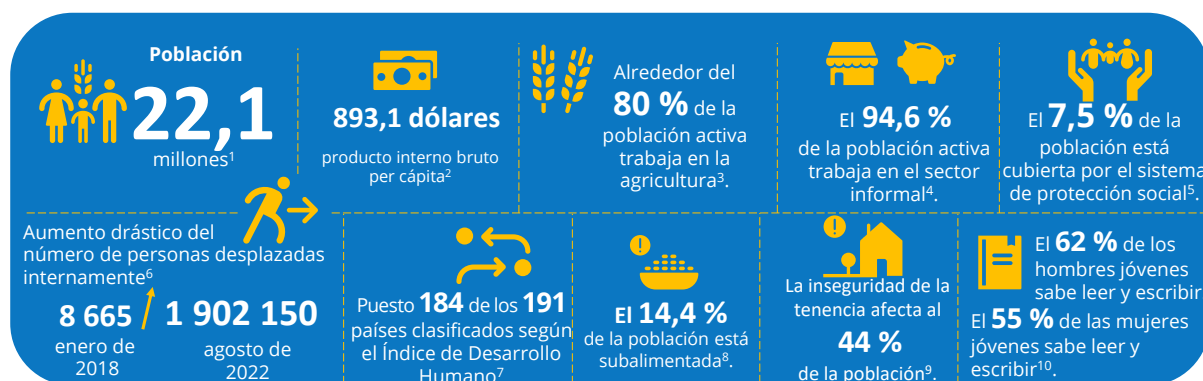 Población
22,1
millones¹
893,1 dólares
producto interno bruto
per cápita²
Alrededor del
80 % de la
población activa
trabaja en la
agricultura³.
El 94,6 %
de la población activa
trabaja en el sector
informal⁴.
El 7,5 % de la
población está
cubierta por el sistema
de protección social⁵.
Aumento drástico del
número de personas desplazadas
internamente⁶
8 665
enero de
2018
1 902 150
agosto de
2022
Puesto 184 de los 191
países clasificados según
el Índice de Desarrollo
Humano⁷
El 14,4 %
de la población está
subalimentada⁸.
La inseguridad de la
tenencia afecta al
44 %
de la población⁹.
El 62 % de los
hombres jóvenes
sabe leer y escribir
El 55 % de las mujeres
jóvenes sabe leer y
escribir¹⁰.